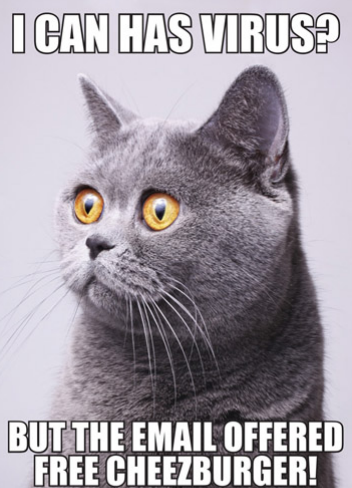 I CAN HAS VIRUS?
BUT THE EMAIL OFFERED
FREE CHEEZBURGER!